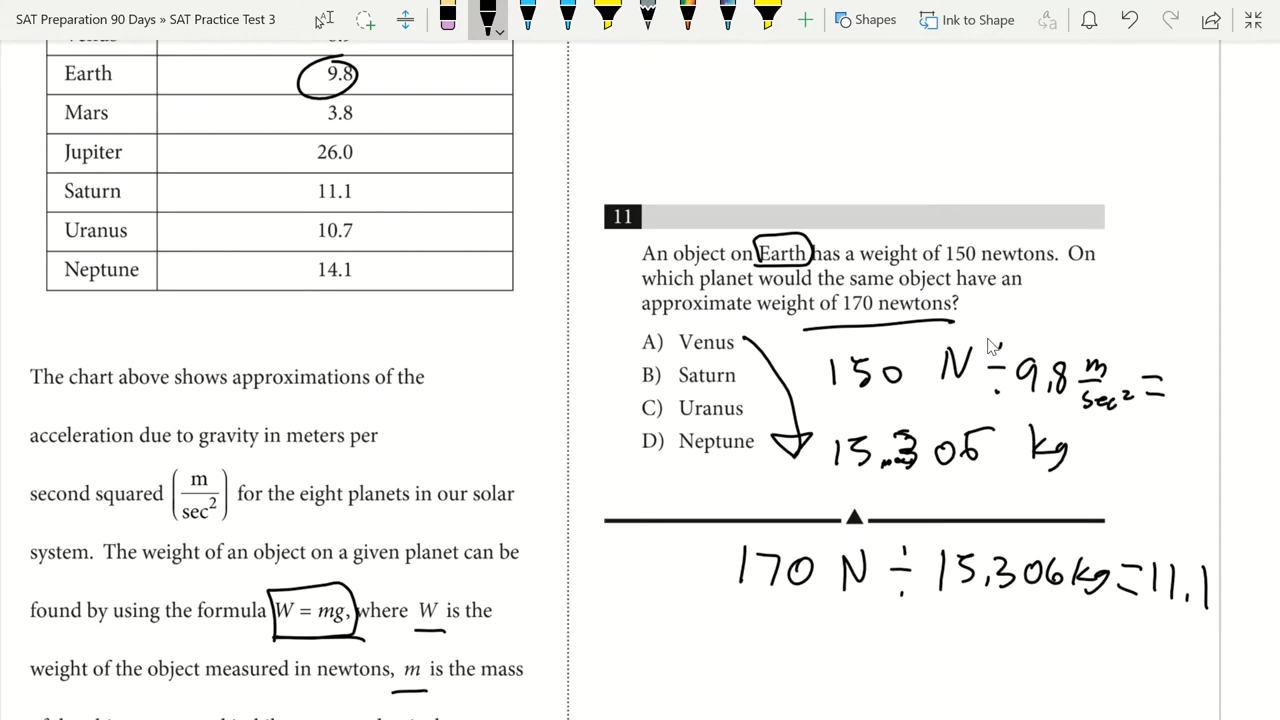 SAT Preparation 90 Days » SAT Practice Test 3
Shapes
Ink to Shape
Earth 9.8
Mars 3.8
Jupiter 26.0
Saturn 11.1
Uranus 10.7
Neptune 14.1
The chart above shows approximations of the
acceleration due to gravity in meters per
second squared (m/sec²) for the eight planets in our solar
system. The weight of an object on a given planet can be
found by using the formula W = mg, where W is the
weight of the object measured in newtons, m is the mass
11
An object on Earth has a weight of 150 newtons. On
which planet would the same object have an
approximate weight of 170 newtons?
A) Venus
B) Saturn
C) Uranus
D) Neptune
150 N ÷ 9.8 m/sec² =
15.306 kg
170 N ÷ 15.306 kg = 11.1